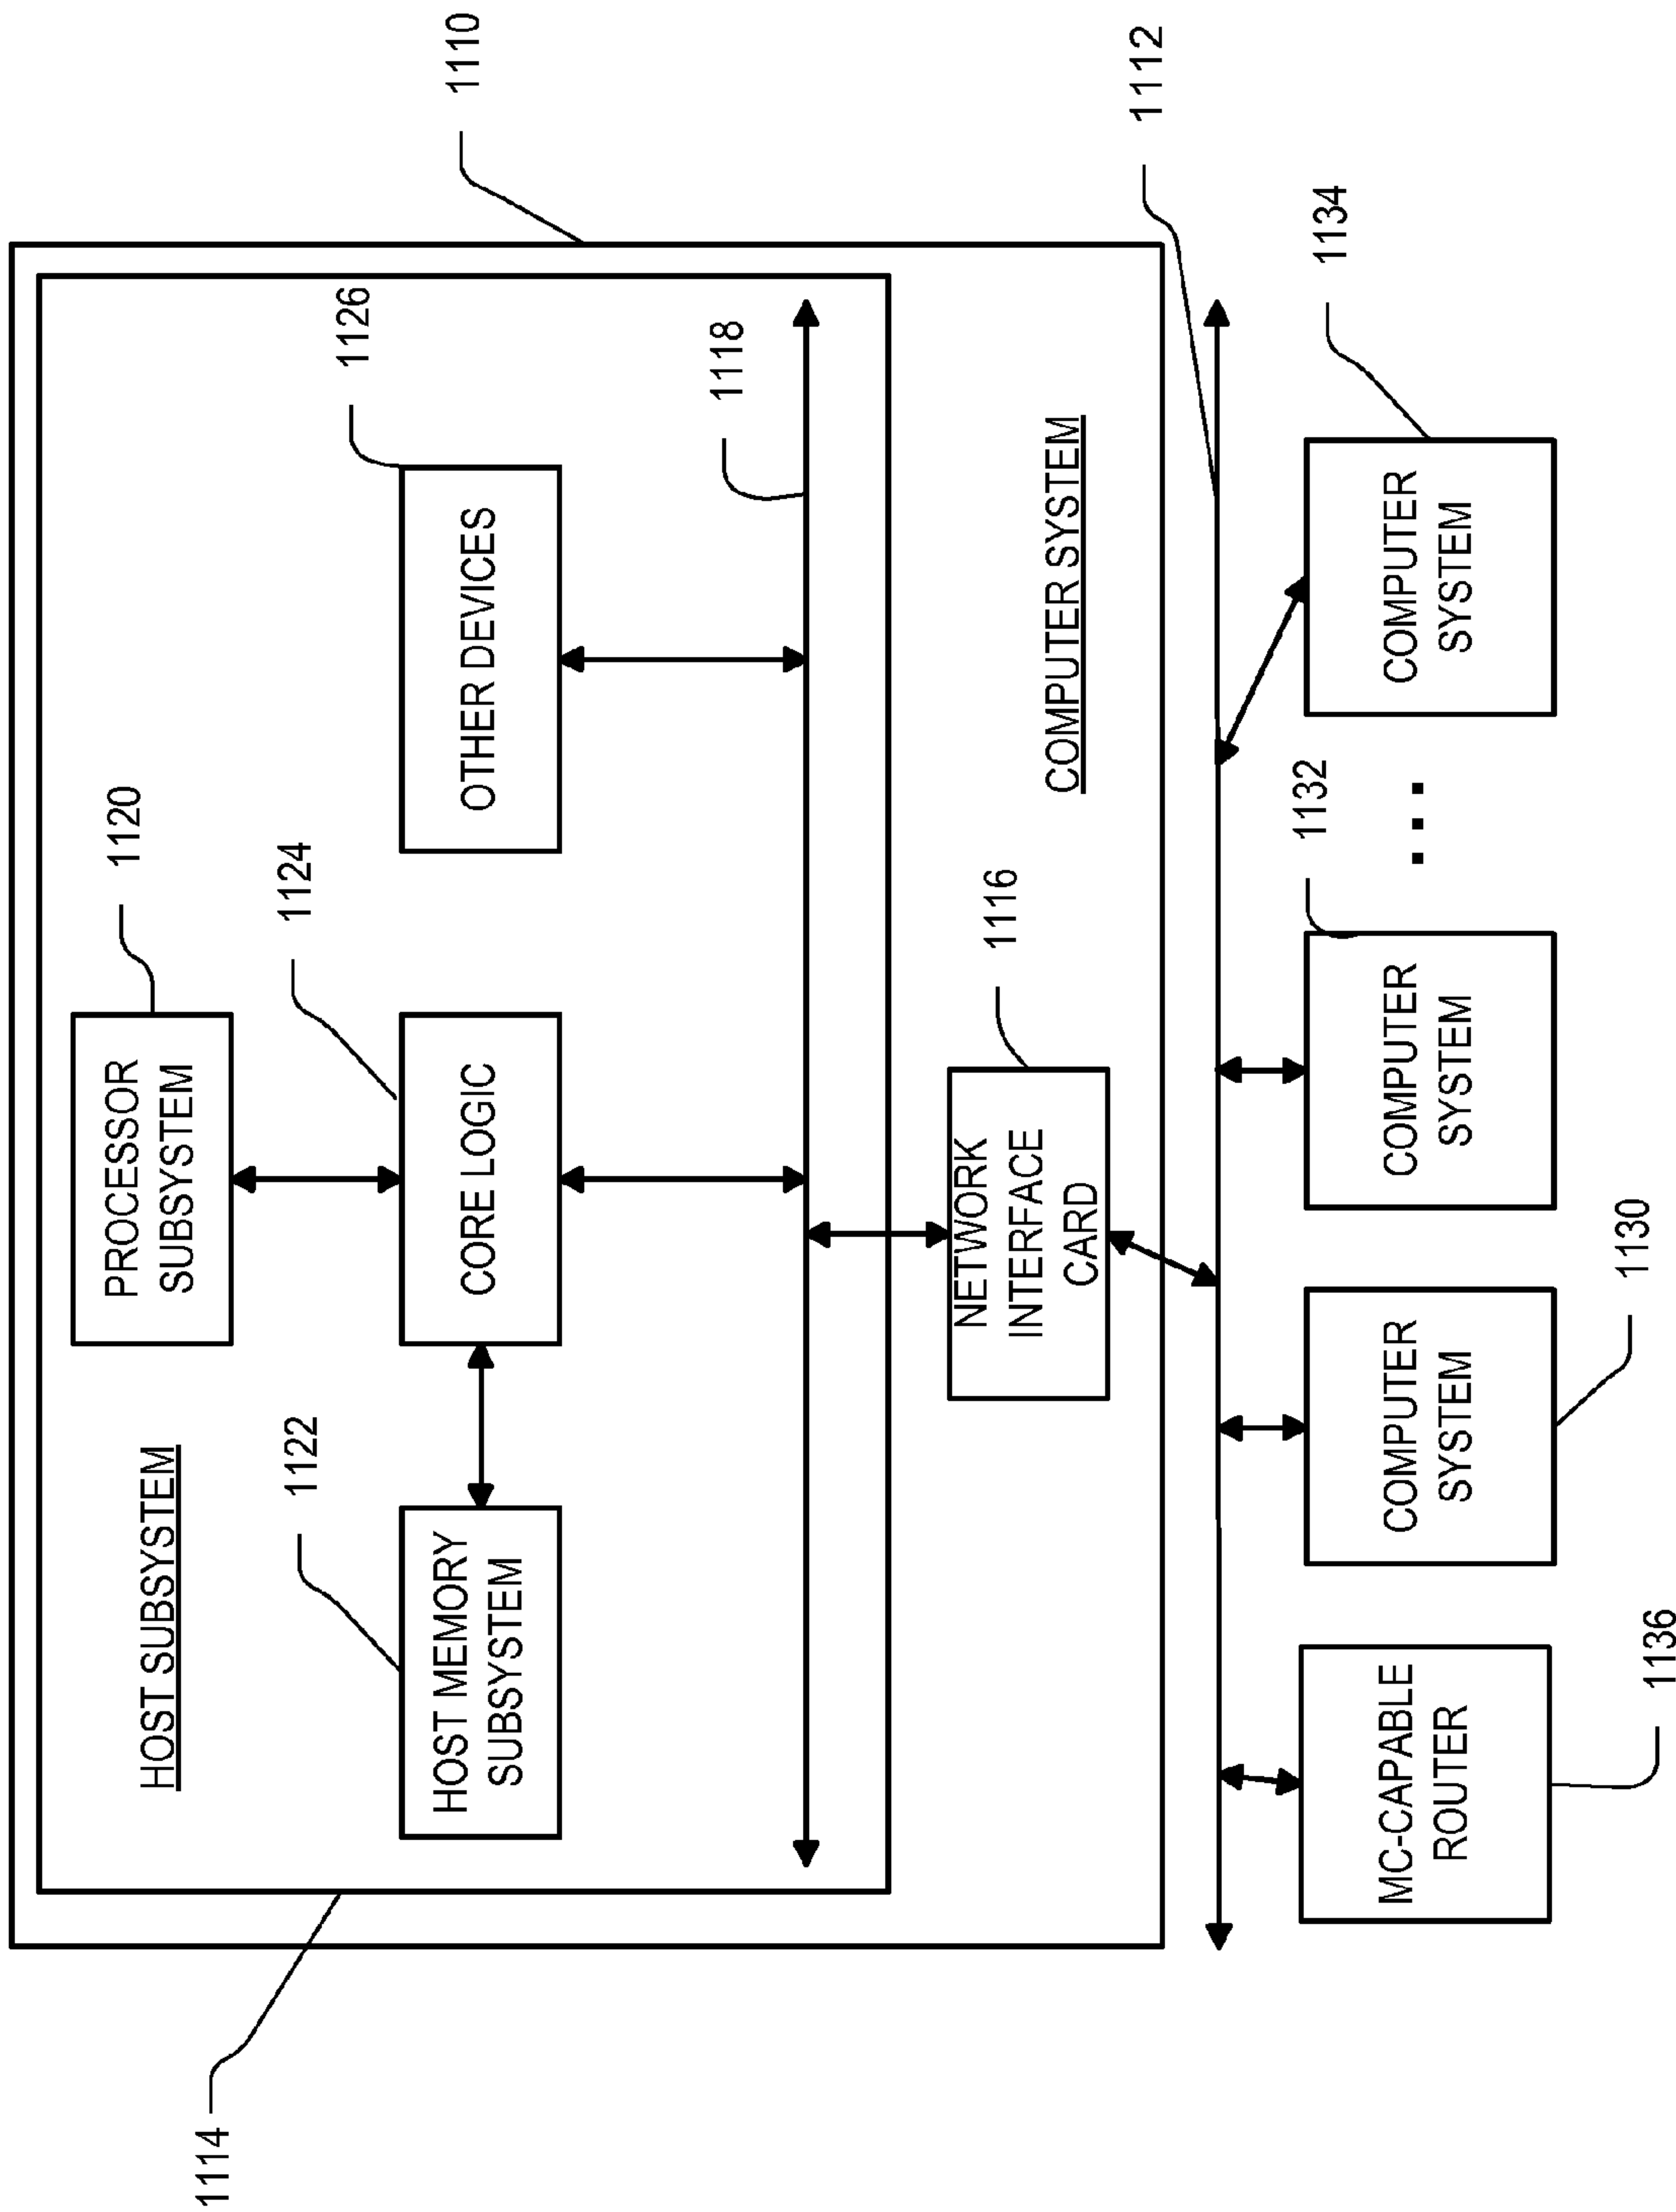 1110
HOST SUBSYSTEM
PROCESSOR
SUBSYSTEM
1120
1122
1124
1126
HOST MEMORY
SUBSYSTEM
CORE LOGIC
OTHER DEVICES
1118
1114
NETWORK
INTERFACE
CARD
1116
COMPUTER SYSTEM
1112
MC-CAPABLE
ROUTER
1136
COMPUTER
SYSTEM
1130
COMPUTER
SYSTEM
1132
...
COMPUTER
SYSTEM
1134